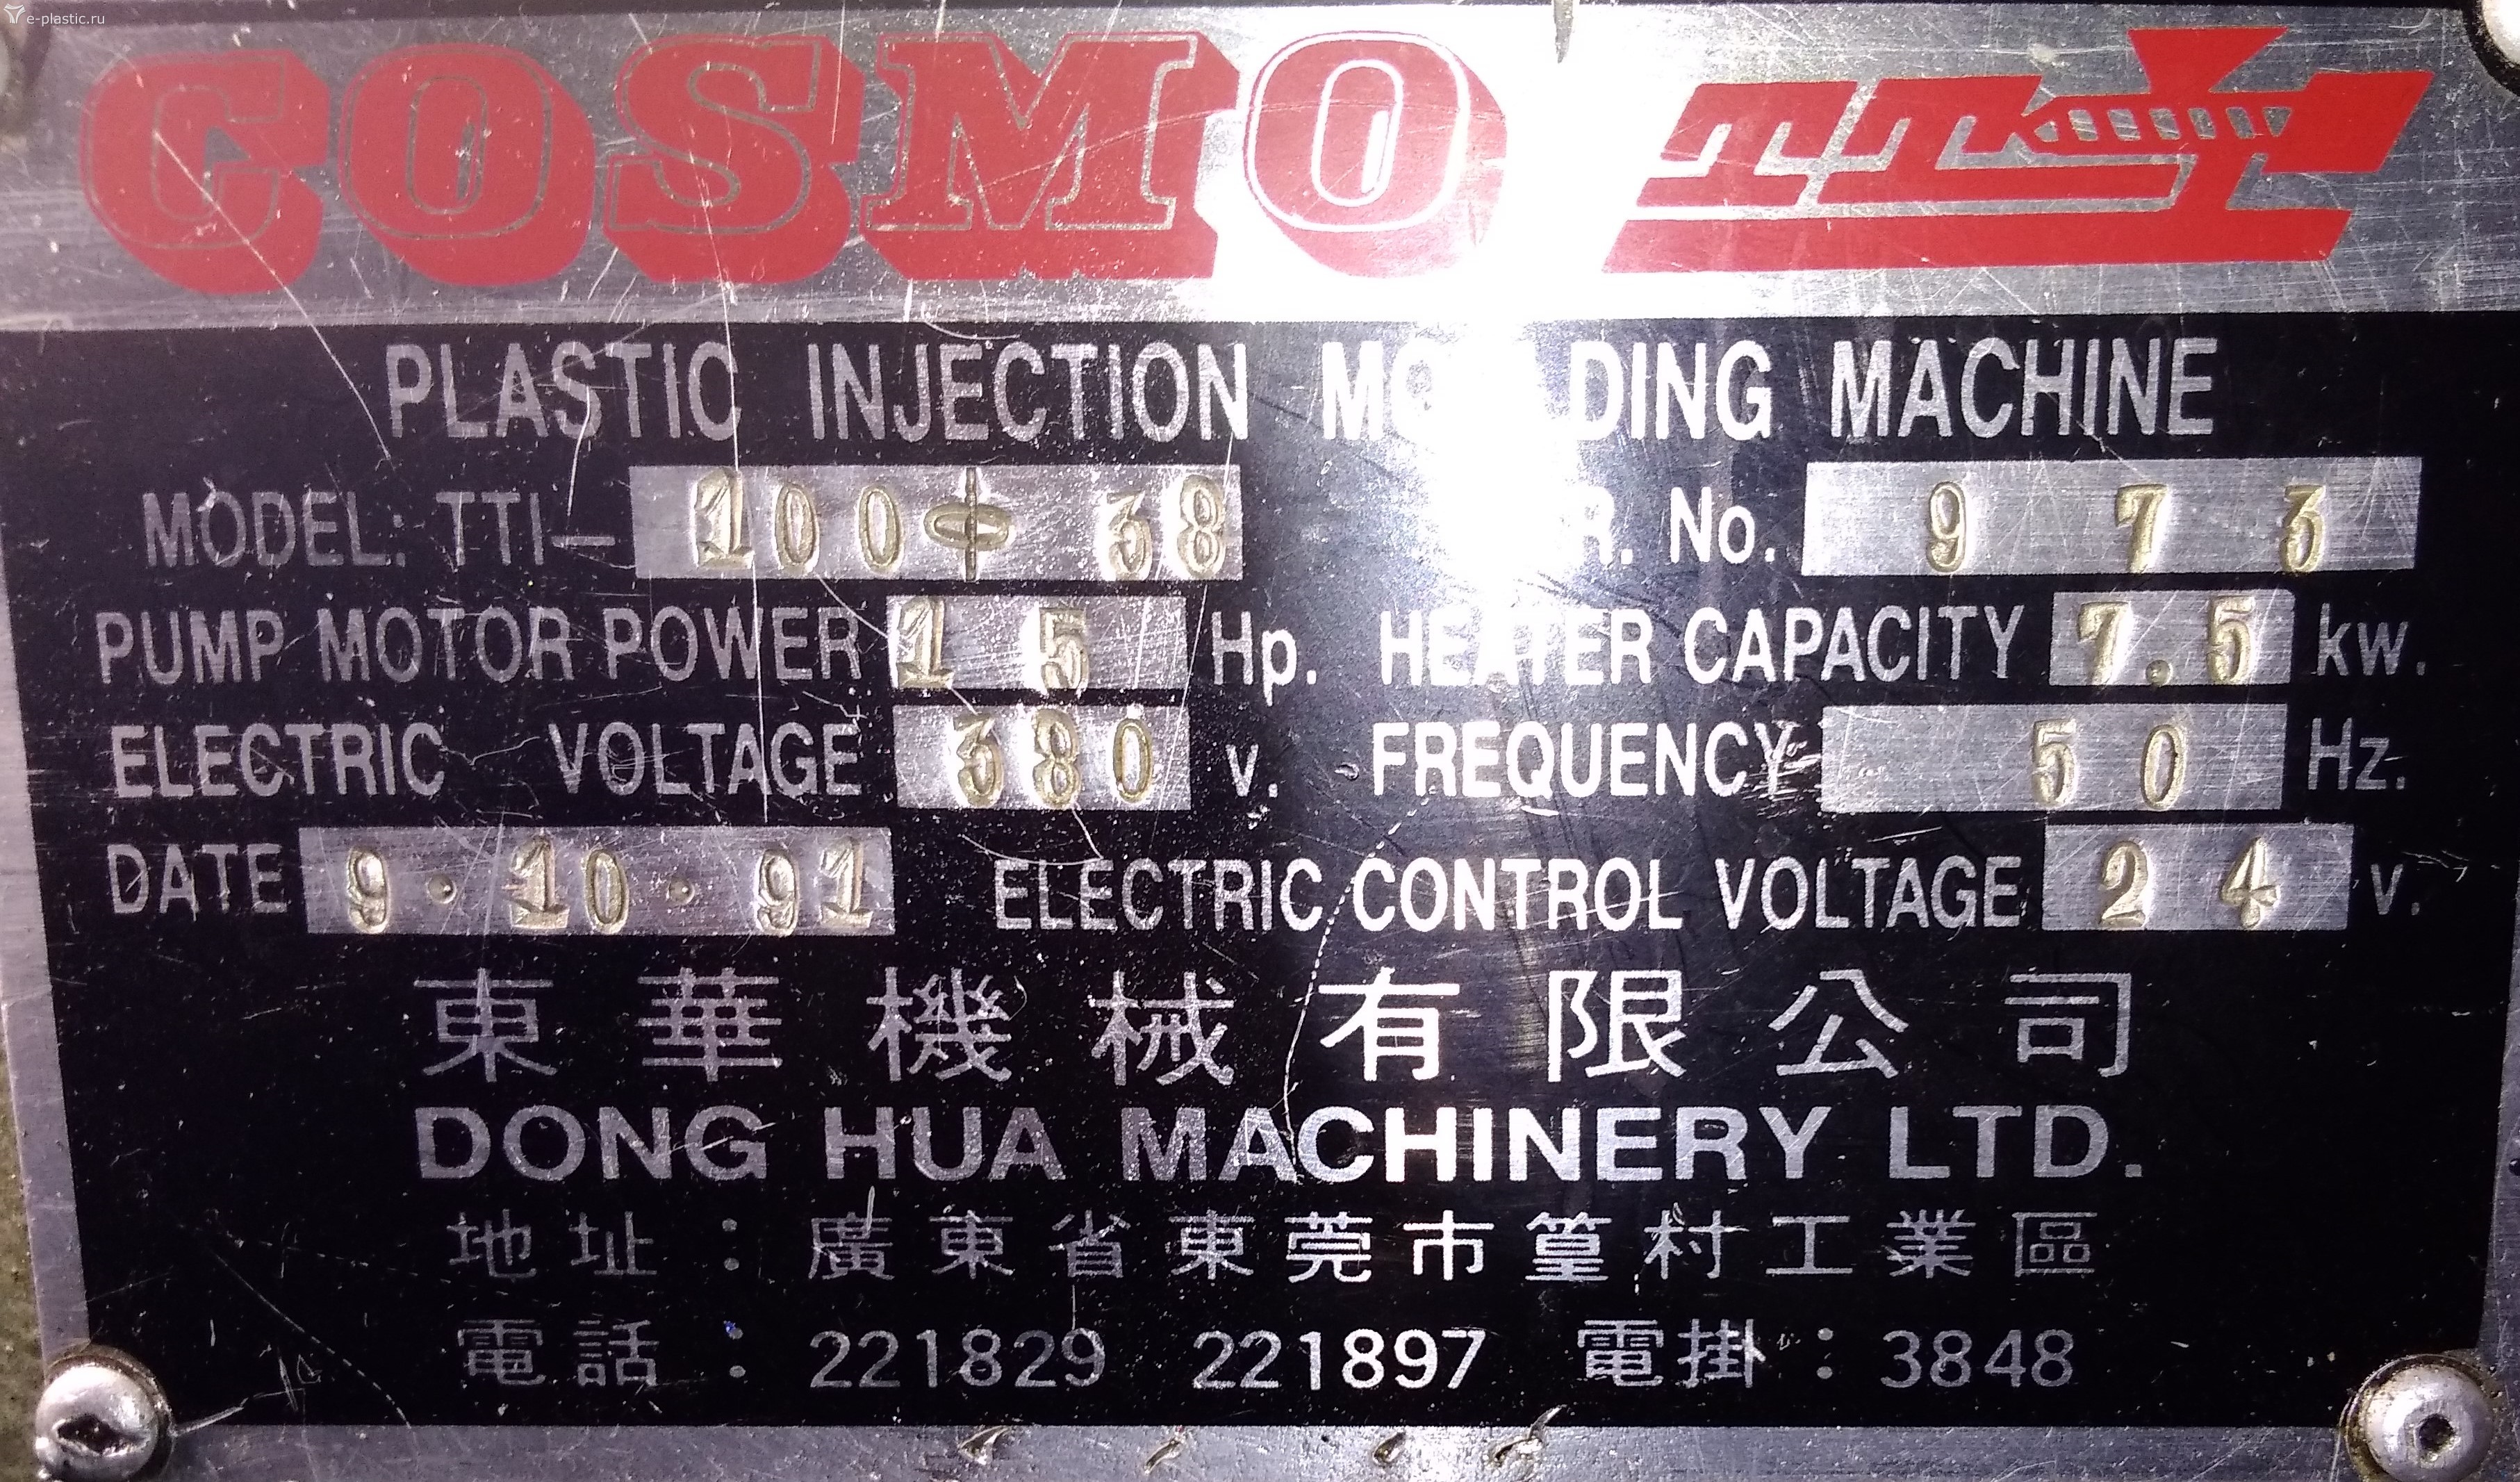 e-plastic.ru
COSMO TTI
PLASTIC INJECTION MACHINE
MODEL: TTI- 100Φ 38 No. 973
PUMP MOTOR POWER 15 Hp. HEATER CAPACITY 7.5 kw.
ELECTRIC VOLTAGE 380 v. FREQUENCY 50 Hz.
DATE 9·10·91 ELECTRIC CONTROL VOLTAGE 24 v.
東華機械有限公司
DONG HUA MACHINERY LTD.
地址：廣東省東莞市篁村工業區
電話：221829 221897 電掛：3848